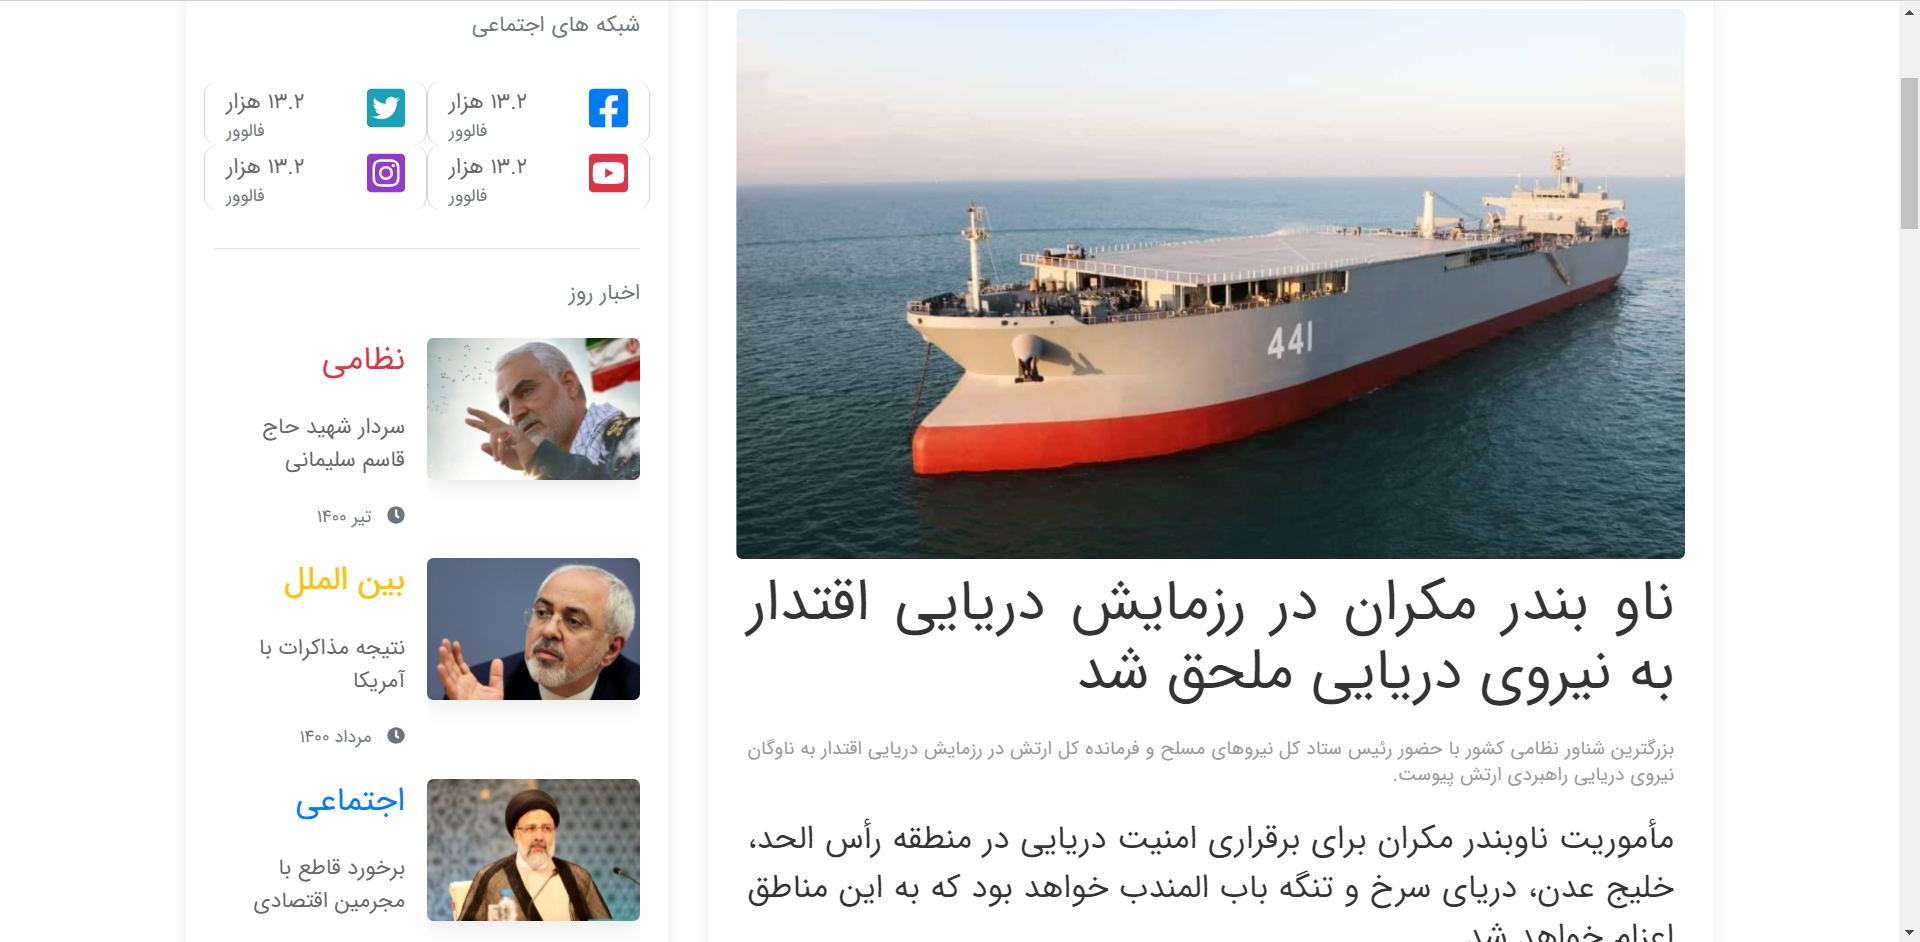 441
ناو بندر مکران در رزمایش دریایی اقتدار
به نیروی دریایی ملحق شد
بزرگترین شناور نظامی کشور با حضور رئیس ستاد کل نیروهای مسلح و فرمانده کل ارتش در رزمایش دریایی اقتدار به ناوگان
نیروی دریایی راهبردی ارتش پیوست.
مأموریت ناوبندر مکران برای برقراری امنیت دریایی در منطقه رأس الحد،
خلیج عدن، دریای سرخ و تنگه باب المندب خواهد بود که به این مناطق
اعزام خواهد شد
شبکه های اجتماعی
۱۳.۲ هزار
فالوور
۱۳.۲ هزار
فالوور
۱۳.۲ هزار
فالوور
۱۳.۲ هزار
فالوور
اخبار روز
نظامی
سردار شهید حاج
قاسم سلیمانی
تیر ۱۴۰۰
بین الملل
نتیجه مذاکرات با
آمریکا
مرداد ۱۴۰۰
اجتماعی
برخورد قاطع با
مجرمین اقتصادی